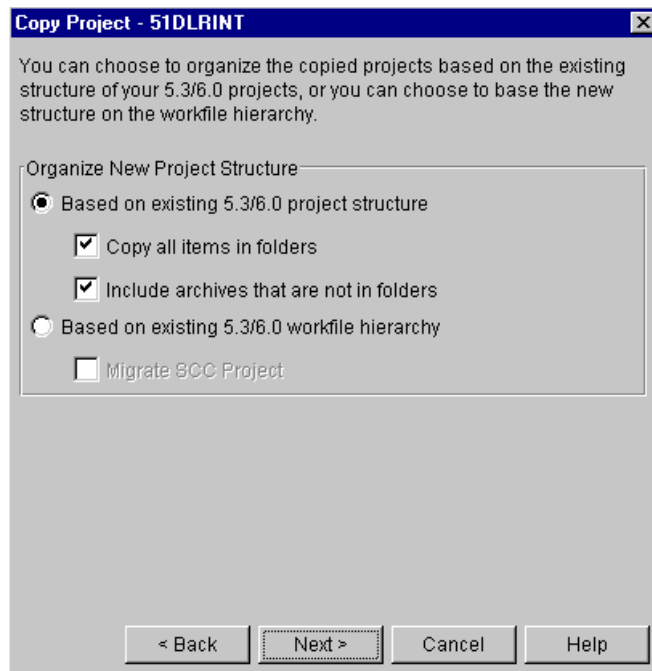 Copy Project - 51DLRINT
You can choose to organize the copied projects based on the existing
structure of your 5.3/6.0 projects, or you can choose to base the new
structure on the workfile hierarchy.
Organize New Project Structure
Based on existing 5.3/6.0 project structure
Copy all items in folders
Include archives that are not in folders
Based on existing 5.3/6.0 workfile hierarchy
Migrate SCC Project
< Back Next > Cancel Help